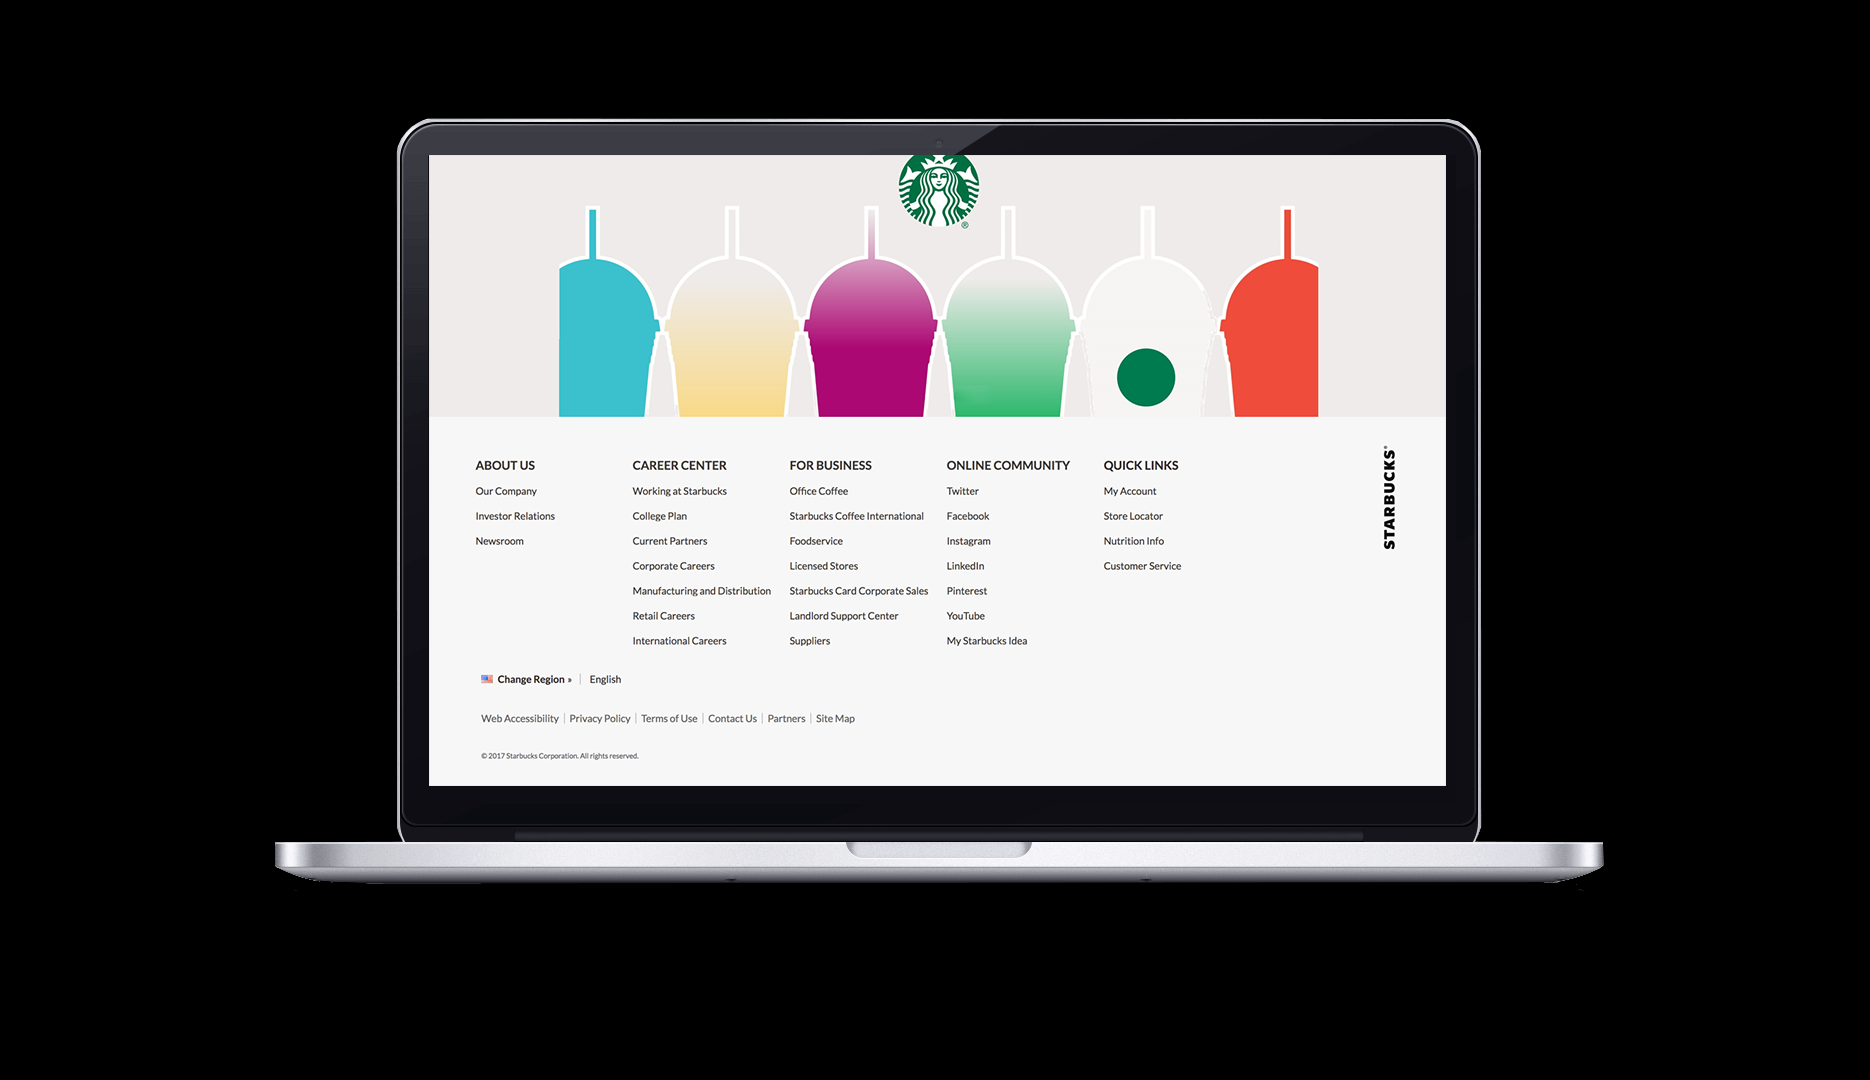 ®
ABOUT US
Our Company
Investor Relations
Newsroom
CAREER CENTER
Working at Starbucks
College Plan
Current Partners
Corporate Careers
Manufacturing and Distribution
Retail Careers
International Careers
FOR BUSINESS
Office Coffee
Starbucks Coffee International
Foodservice
Licensed Stores
Starbucks Card Corporate Sales
Landlord Support Center
Suppliers
ONLINE COMMUNITY
Twitter
Facebook
Instagram
LinkedIn
Pinterest
YouTube
My Starbucks Idea
QUICK LINKS
My Account
Store Locator
Nutrition Info
Customer Service
STARBUCKS®
Change Region » | English
Web Accessibility | Privacy Policy | Terms of Use | Contact Us | Partners | Site Map
© 2017 Starbucks Corporation. All rights reserved.